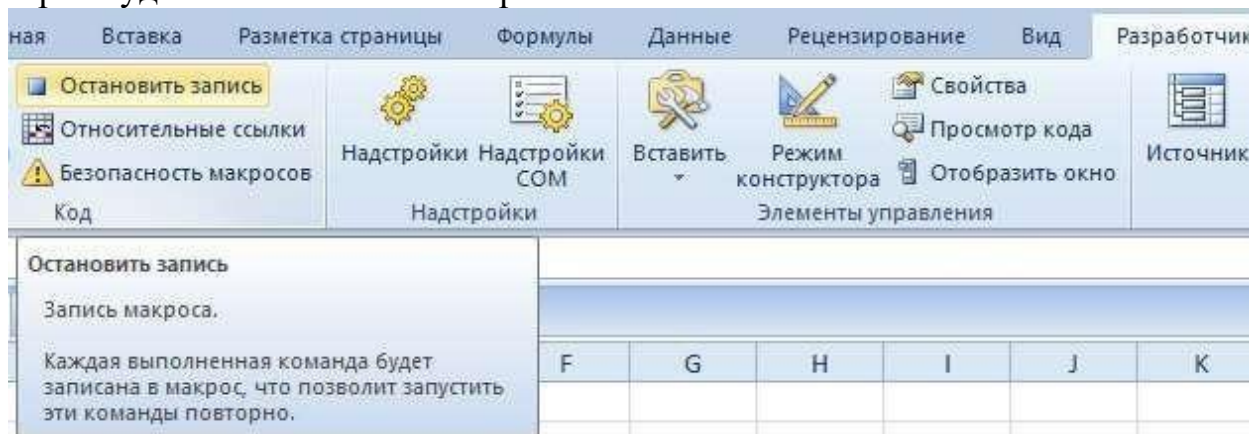 ная Вставка Разметка страницы Формулы Данные Рецензирование Вид Разработчик
Остановить запись
Относительные ссылки
Безопасность макросов
Код
Надстройки
Надстройки COM
Надстройки
Вставить
Режим конструктора
Свойства
Просмотр кода
Отобразить окно
Элементы управления
Источник
Остановить запись
Запись макроса.
Каждая выполненная команда будет
записана в макрос, что позволит запустить
эти команды повторно.
F G H I J K